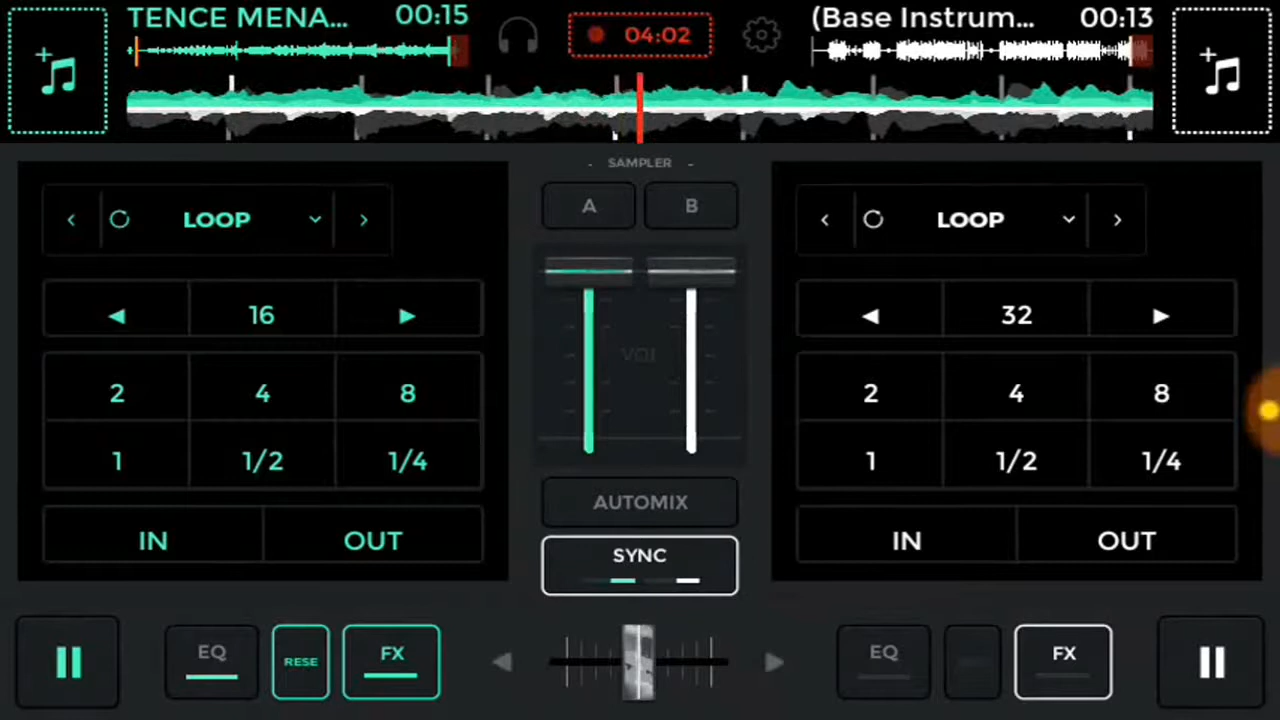 TENCE MENA... 00:15
04:02
(Base Instrum... 00:13
- SAMPLER -
A B
LOOP
16
2 4 8
1 1/2 1/4
IN OUT
VOL
AUTOMIX
SYNC
LOOP
32
2 4 8
1 1/2 1/4
IN OUT
EQ RESE FX
EQ FX